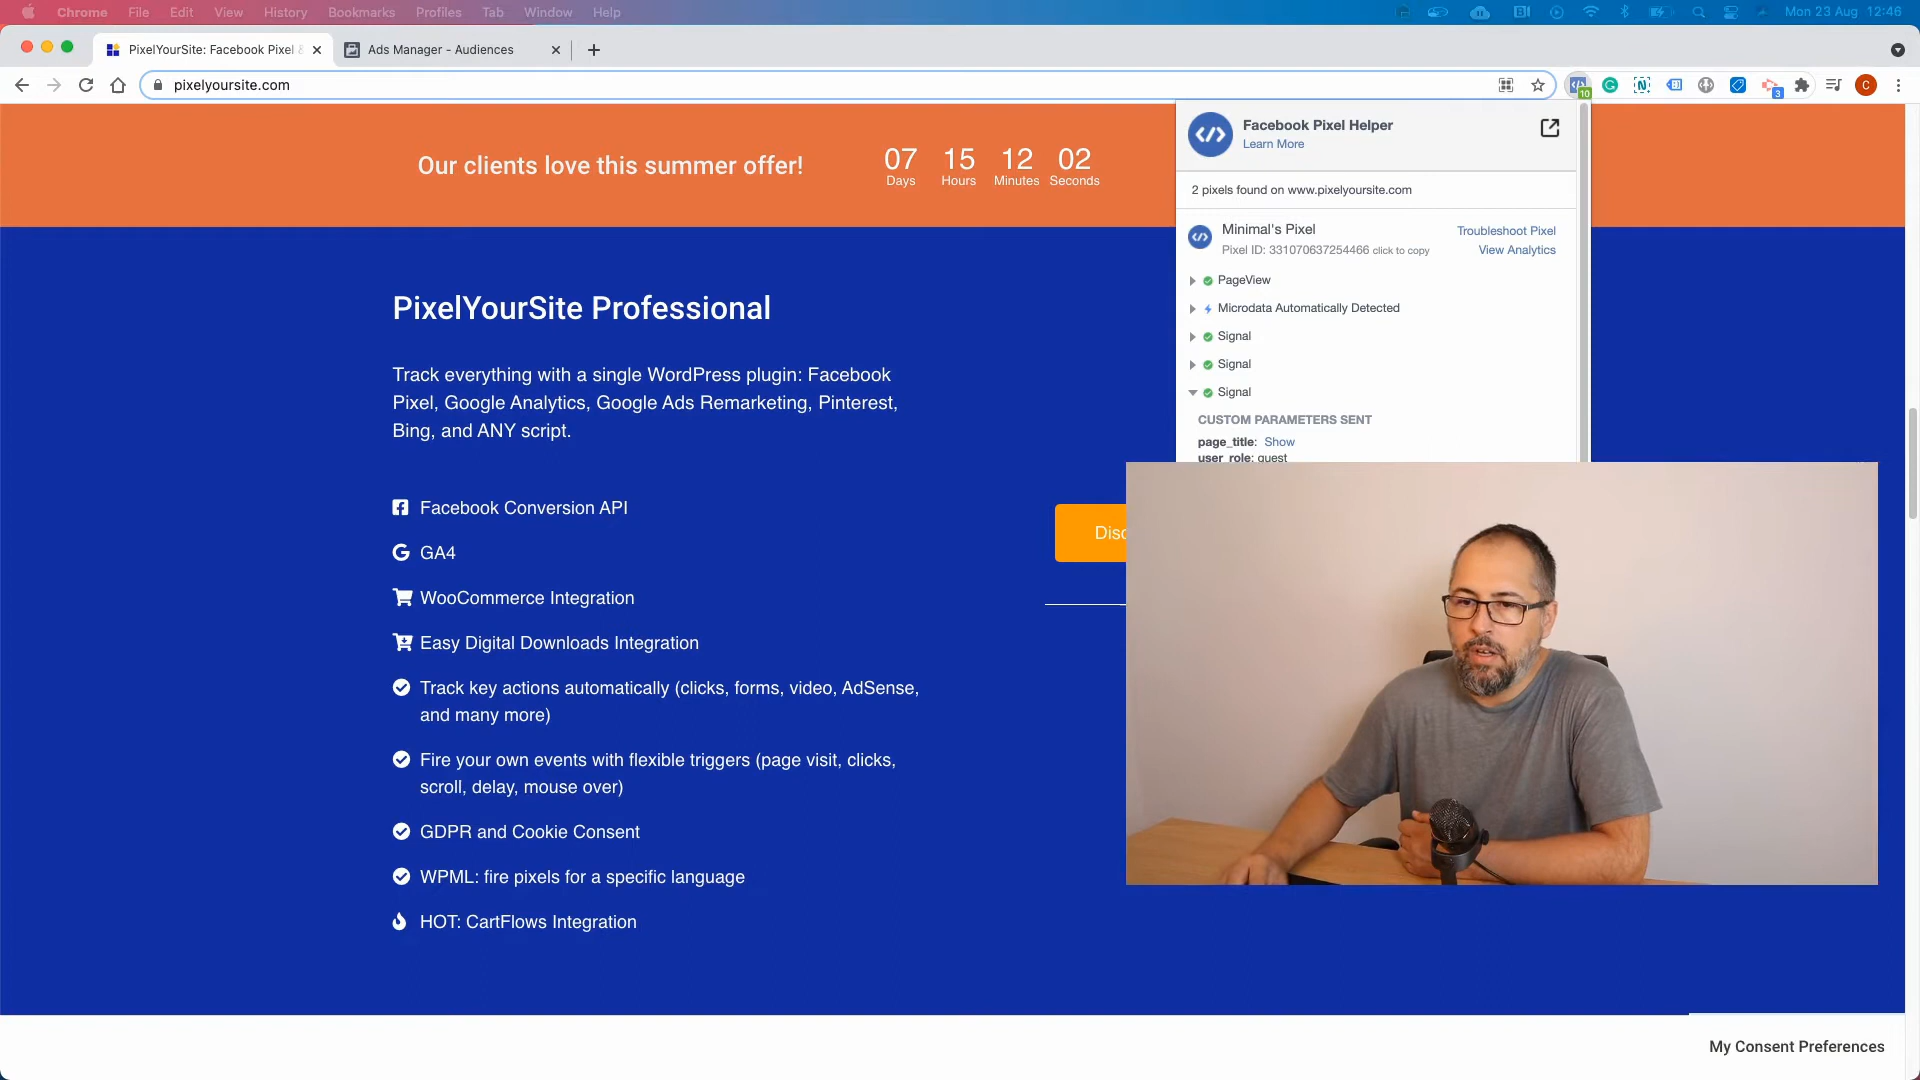 Chrome File Edit View History Bookmarks Profiles Tab Window Help Mon 23 Aug 12:46
PixelYourSite: Facebook Pixel &
Ads Manager - Audiences
pixelyoursite.com
10
3
C
Our clients love this summer offer!
07 15 12 02
Days Hours Minutes Seconds
PixelYourSite Professional
Track everything with a single WordPress plugin: Facebook
Pixel, Google Analytics, Google Ads Remarketing, Pinterest,
Bing, and ANY script.
Facebook Conversion API
GA4
WooCommerce Integration
Easy Digital Downloads Integration
Track key actions automatically (clicks, forms, video, AdSense,
and many more)
Fire your own events with flexible triggers (page visit, clicks,
scroll, delay, mouse over)
GDPR and Cookie Consent
WPML: fire pixels for a specific language
HOT: CartFlows Integration
Facebook Pixel Helper
Learn More
2 pixels found on www.pixelyoursite.com
Minimal's Pixel
Troubleshoot Pixel
Pixel ID: 331070637254466 click to copy
View Analytics
PageView
Microdata Automatically Detected
Signal
Signal
Signal
CUSTOM PARAMETERS SENT
page_title: Show
user_role: guest
Disc
My Consent Preferences